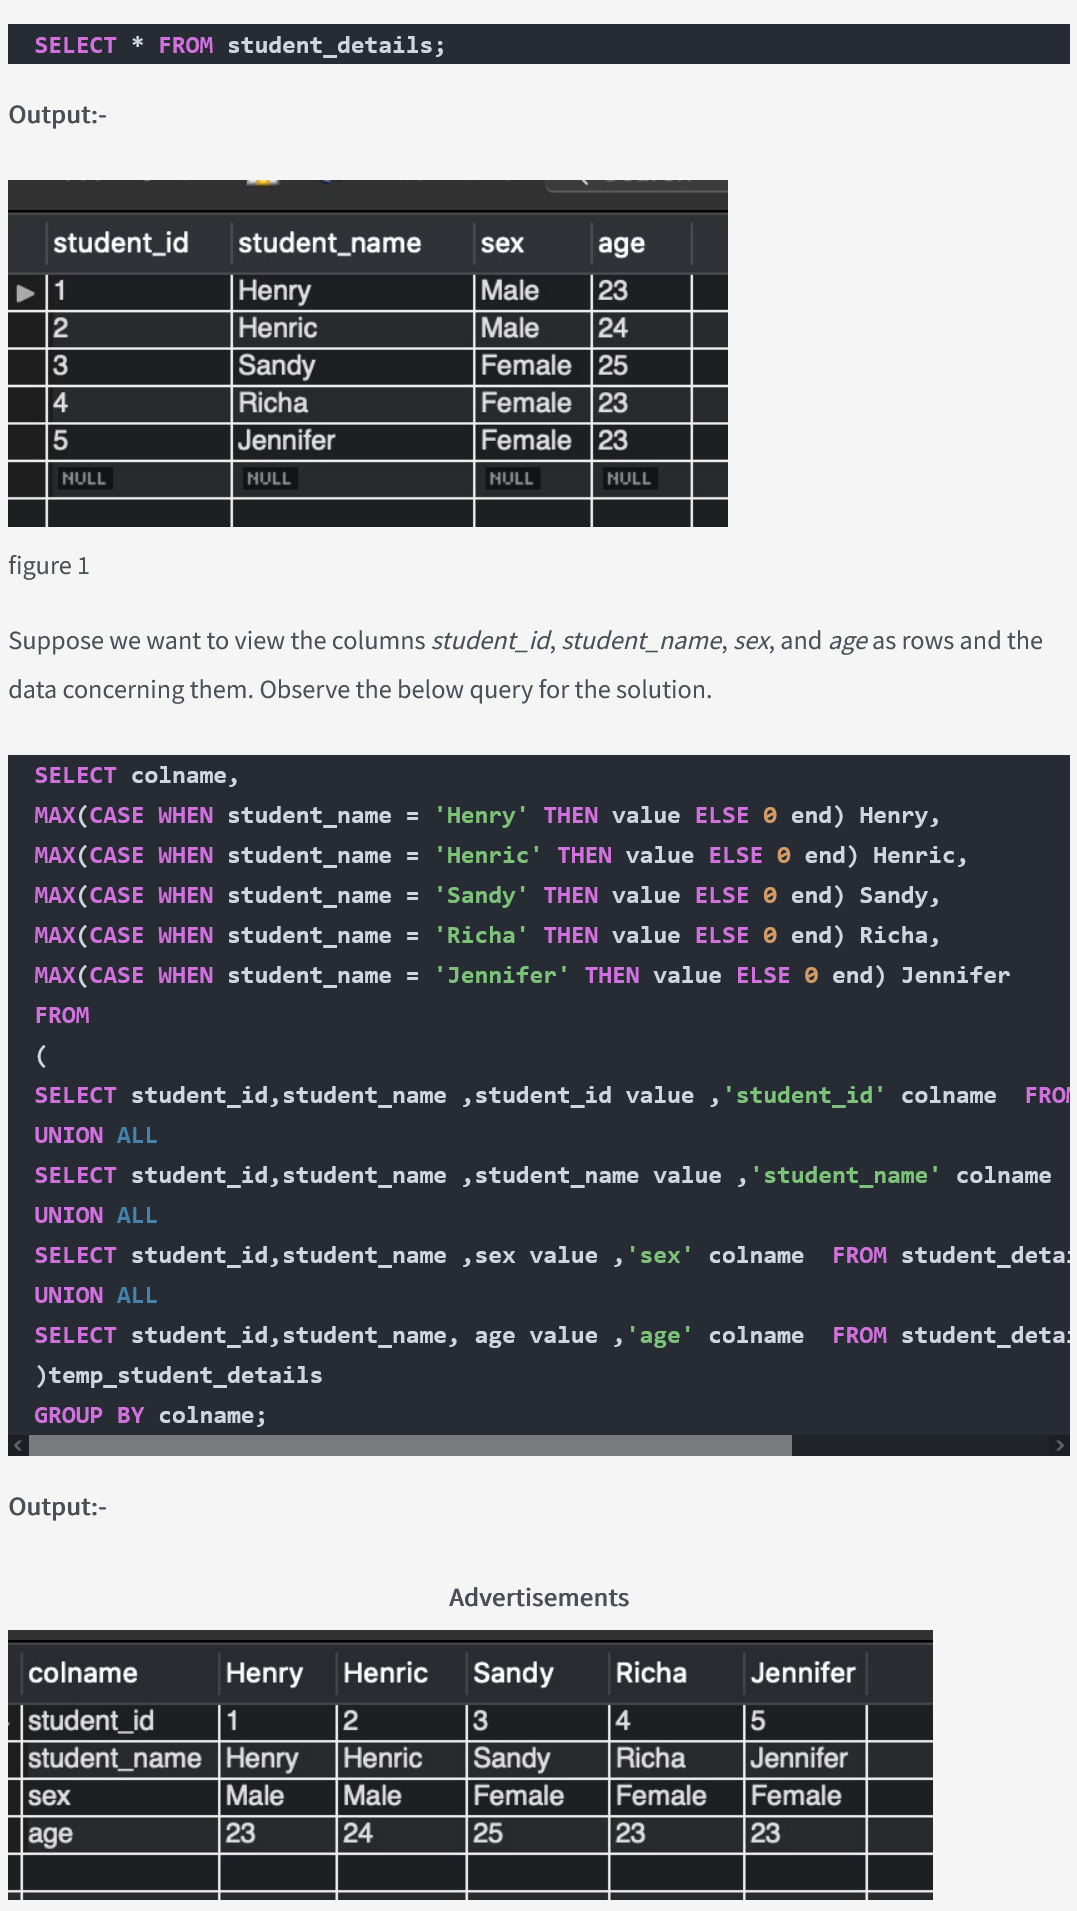 SELECT * FROM student_details;
Output:-
student_id student_name sex age
1 Henry Male 23
2 Henric Male 24
3 Sandy Female 25
4 Richa Female 23
5 Jennifer Female 23
NULL NULL NULL NULL
figure 1
Suppose we want to view the columns student_id, student_name, sex, and age as rows and the
data concerning them. Observe the below query for the solution.
SELECT colname,
MAX(CASE WHEN student_name = 'Henry' THEN value ELSE 0 end) Henry,
MAX(CASE WHEN student_name = 'Henric' THEN value ELSE 0 end) Henric,
MAX(CASE WHEN student_name = 'Sandy' THEN value ELSE 0 end) Sandy,
MAX(CASE WHEN student_name = 'Richa' THEN value ELSE 0 end) Richa,
MAX(CASE WHEN student_name = 'Jennifer' THEN value ELSE 0 end) Jennifer
FROM
(
SELECT student_id,student_name ,student_id value ,'student_id' colname FROM
UNION ALL
SELECT student_id,student_name ,student_name value ,'student_name' colname
UNION ALL
SELECT student_id,student_name ,sex value ,'sex' colname FROM student_detai
UNION ALL
SELECT student_id,student_name, age value ,'age' colname FROM student_detai
)temp_student_details
GROUP BY colname;
Output:-
Advertisements
colname Henry Henric Sandy Richa Jennifer
student_id 1 2 3 4 5
student_name Henry Henric Sandy Richa Jennifer
sex Male Male Female Female Female
age 23 24 25 23 23